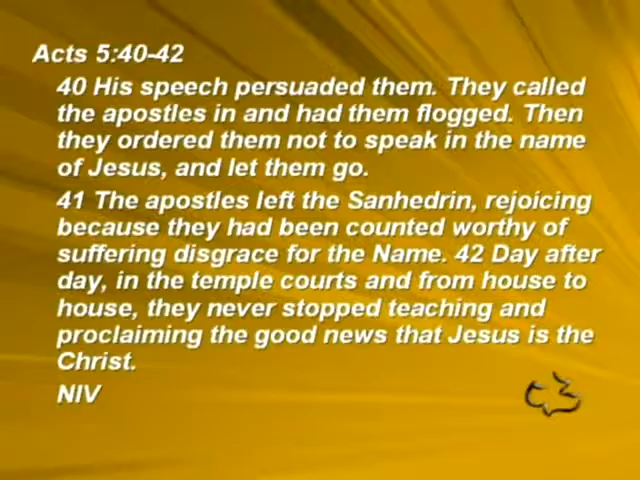 Acts 5:40-42
40 His speech persuaded them. They called
the apostles in and had them flogged. Then
they ordered them not to speak in the name
of Jesus, and let them go.
41 The apostles left the Sanhedrin, rejoicing
because they had been counted worthy of
suffering disgrace for the Name. 42 Day after
day, in the temple courts and from house to
house, they never stopped teaching and
proclaiming the good news that Jesus is the
Christ.
NIV